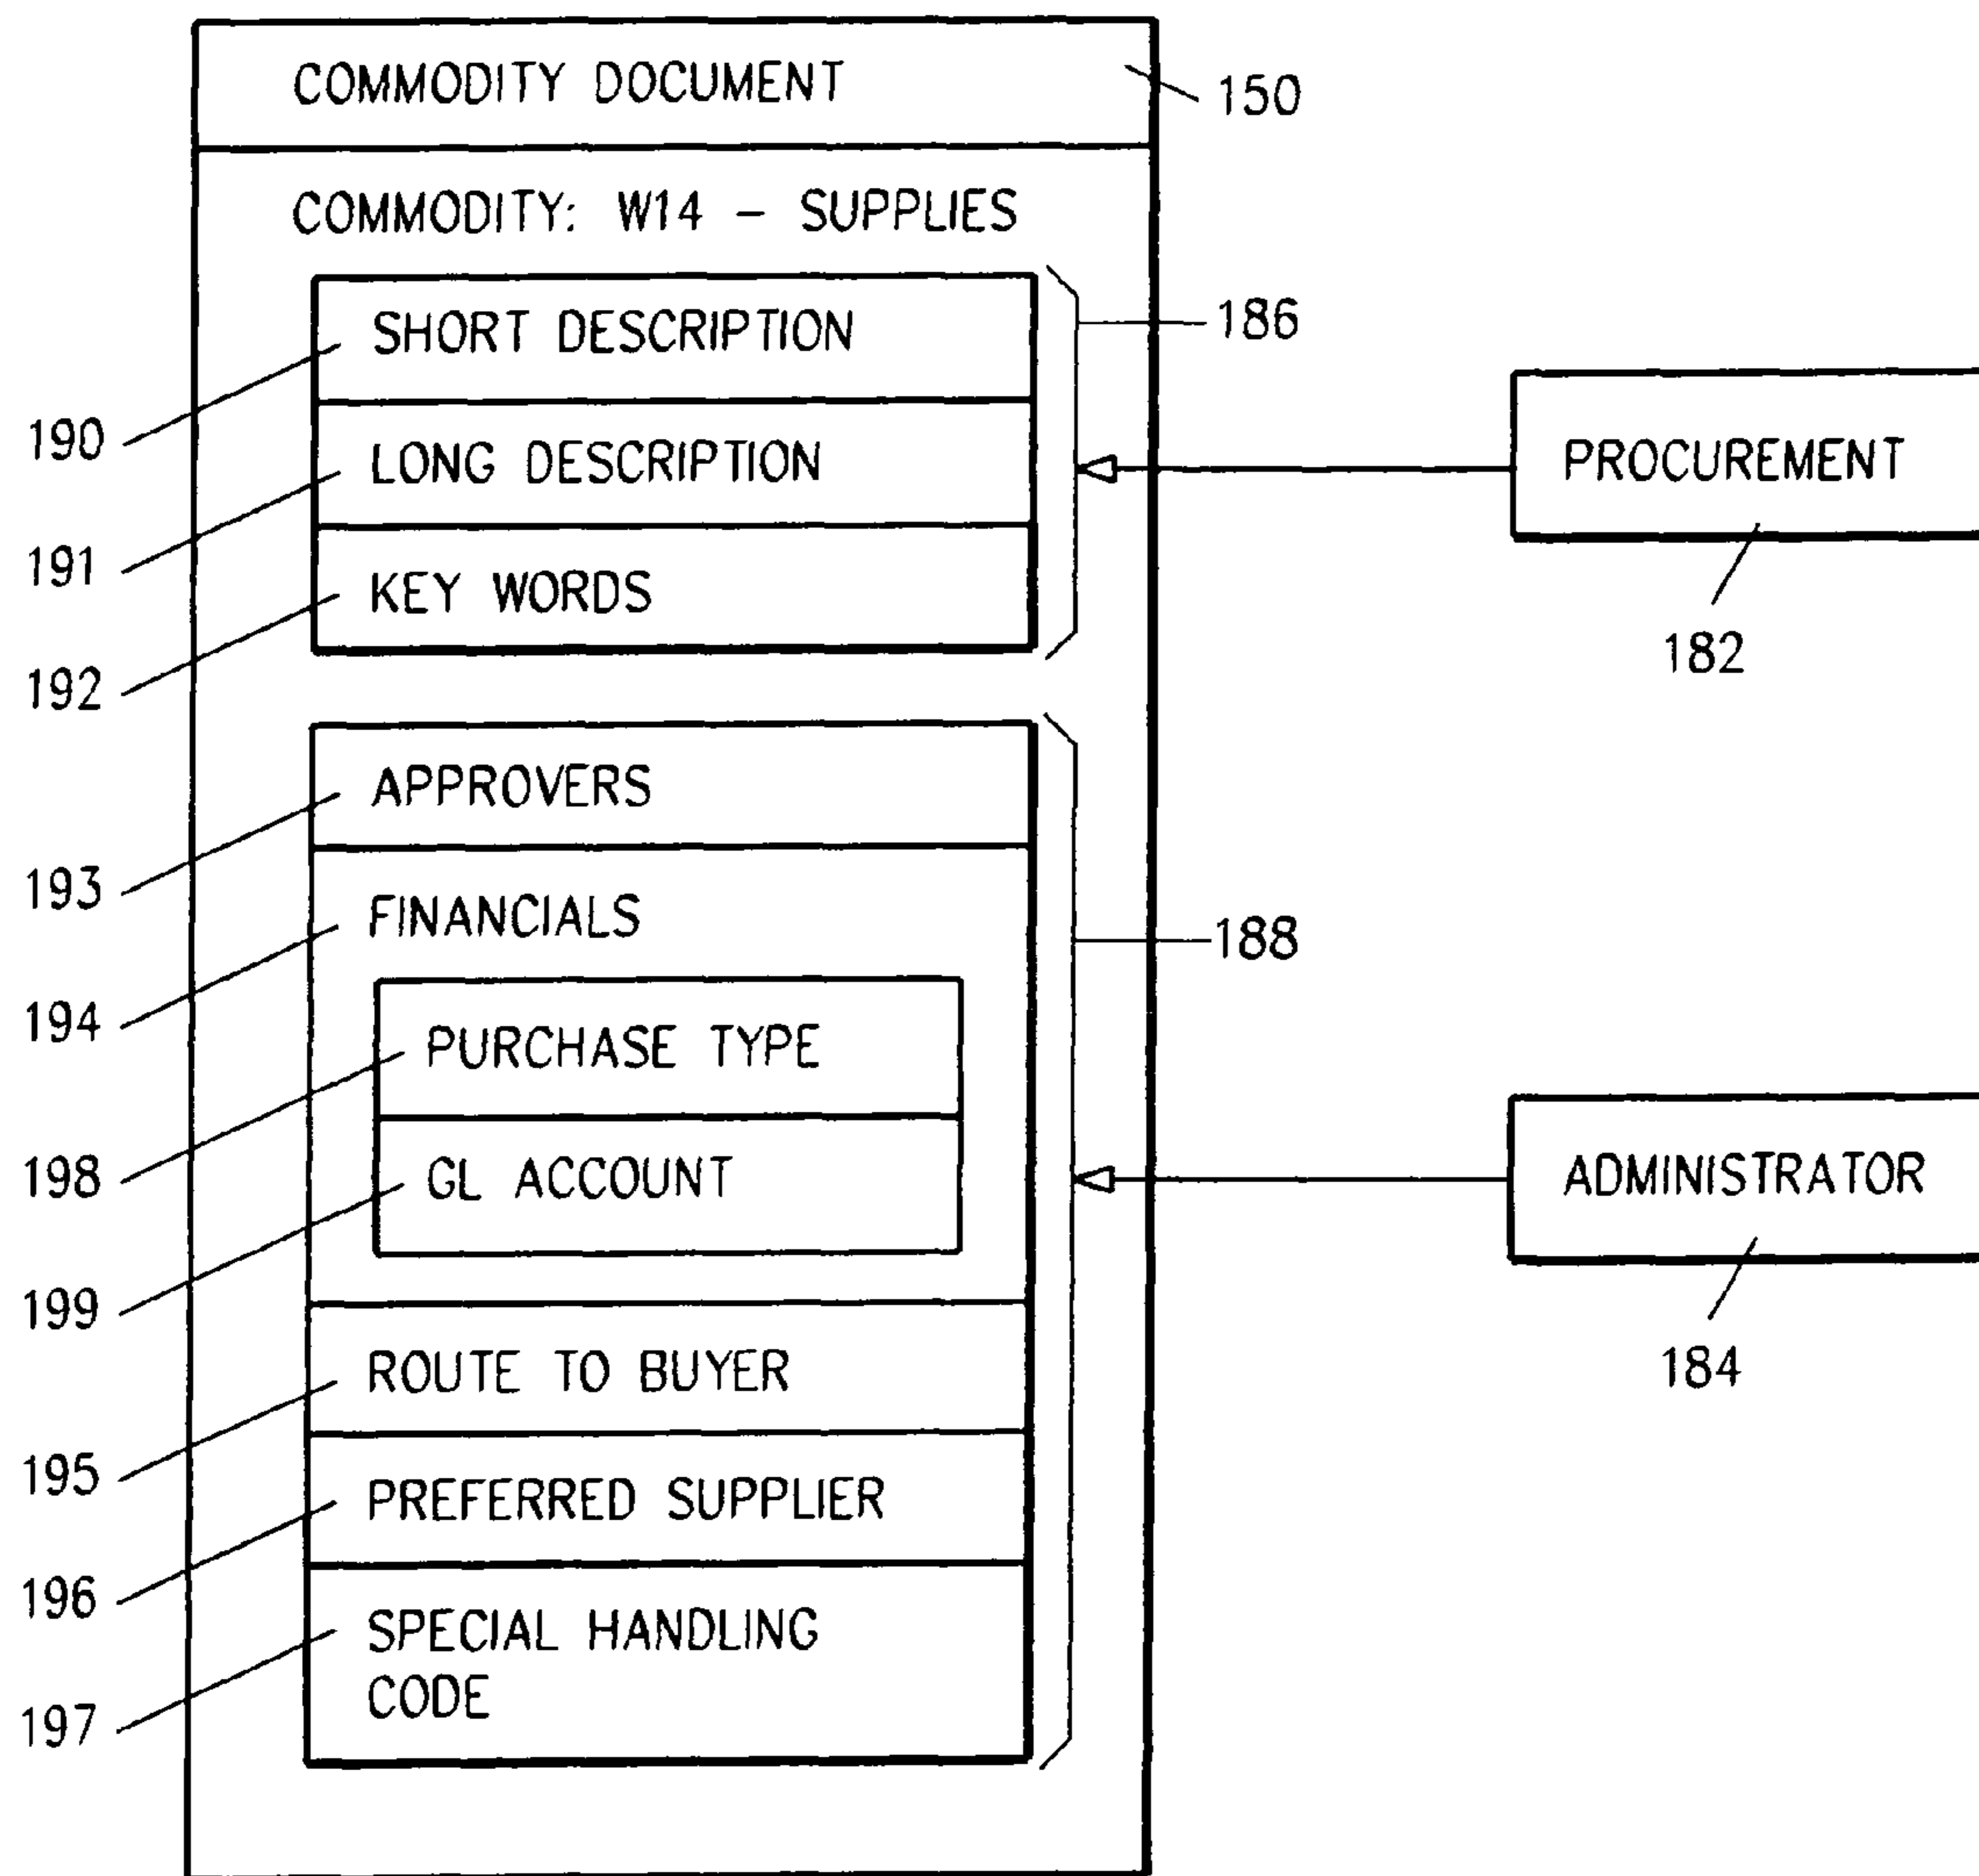 COMMODITY DOCUMENT
150
COMMODITY: W14 – SUPPLIES
SHORT DESCRIPTION
186
190
LONG DESCRIPTION
PROCUREMENT
191
KEY WORDS
182
192
APPROVERS
193
FINANCIALS
188
194
PURCHASE TYPE
198
GL ACCOUNT
ADMINISTRATOR
199
ROUTE TO BUYER
184
195
PREFERRED SUPPLIER
196
SPECIAL HANDLING
CODE
197